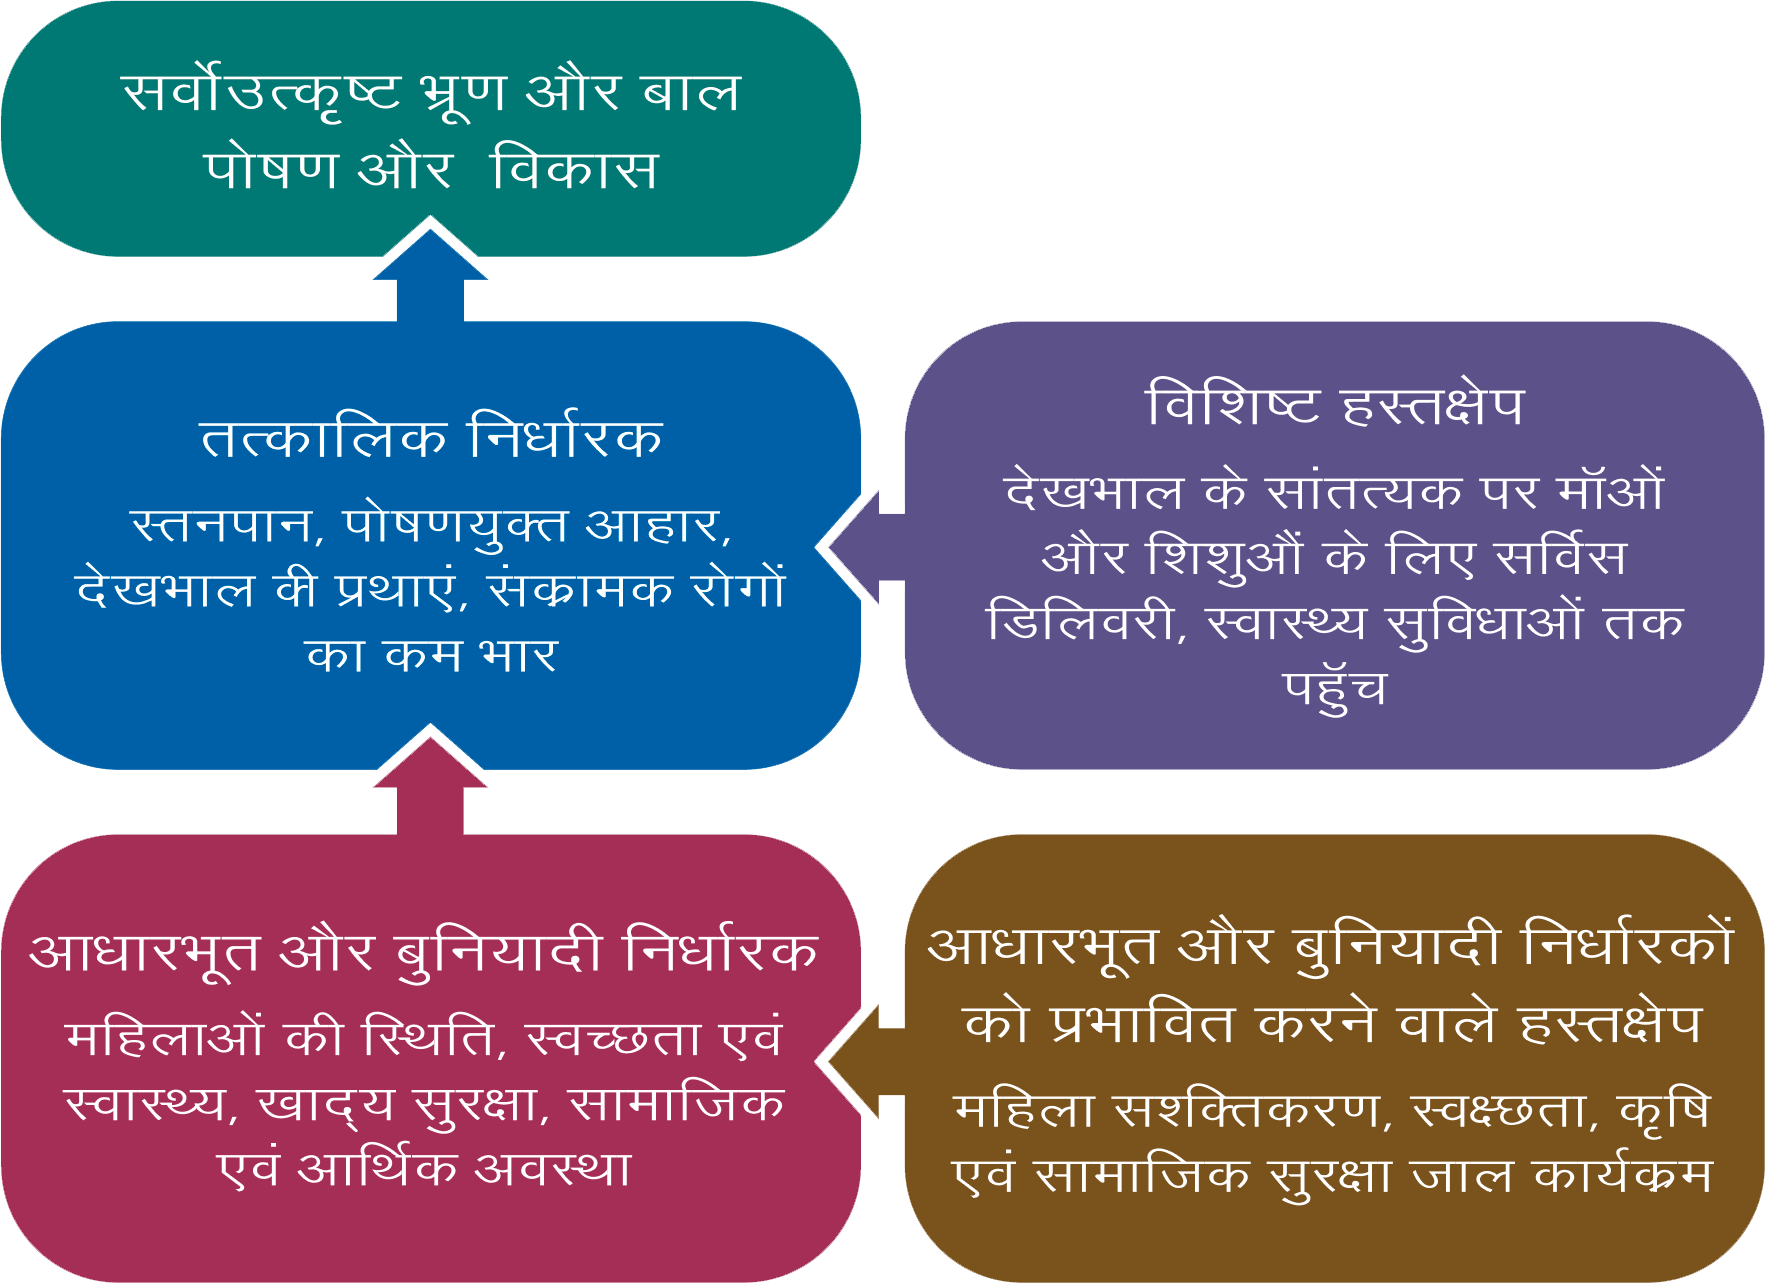 सर्वोउत्कृष्ट भ्रूण और बाल
पोषण और विकास
तत्कालिक निर्धारक
स्तनपान, पोषणयुक्त आहार,
देखभाल की प्रथाएं, संक्रामक रोगों
का कम भार
विशिष्ट हस्तक्षेप
देखभाल के सांतत्यक पर मॉओं
और शिशुओं के लिए सर्विस
डिलिवरी, स्वास्थ्य सुविधाओं तक
पहुॅच
आधारभूत और बुनियादी निर्धारक
महिलाओं की स्थिति, स्वच्छता एवं
स्वास्थ्य, खाद्‌य सुरक्षा, सामाजिक
एवं आर्थिक अवस्था
आधारभूत और बुनियादी निर्धारकों
को प्रभावित करने वाले हस्तक्षेप
महिला सशक्तिकरण, स्वक्ष्छता, कृषि
एवं सामाजिक सुरक्षा जाल कार्यक्रम